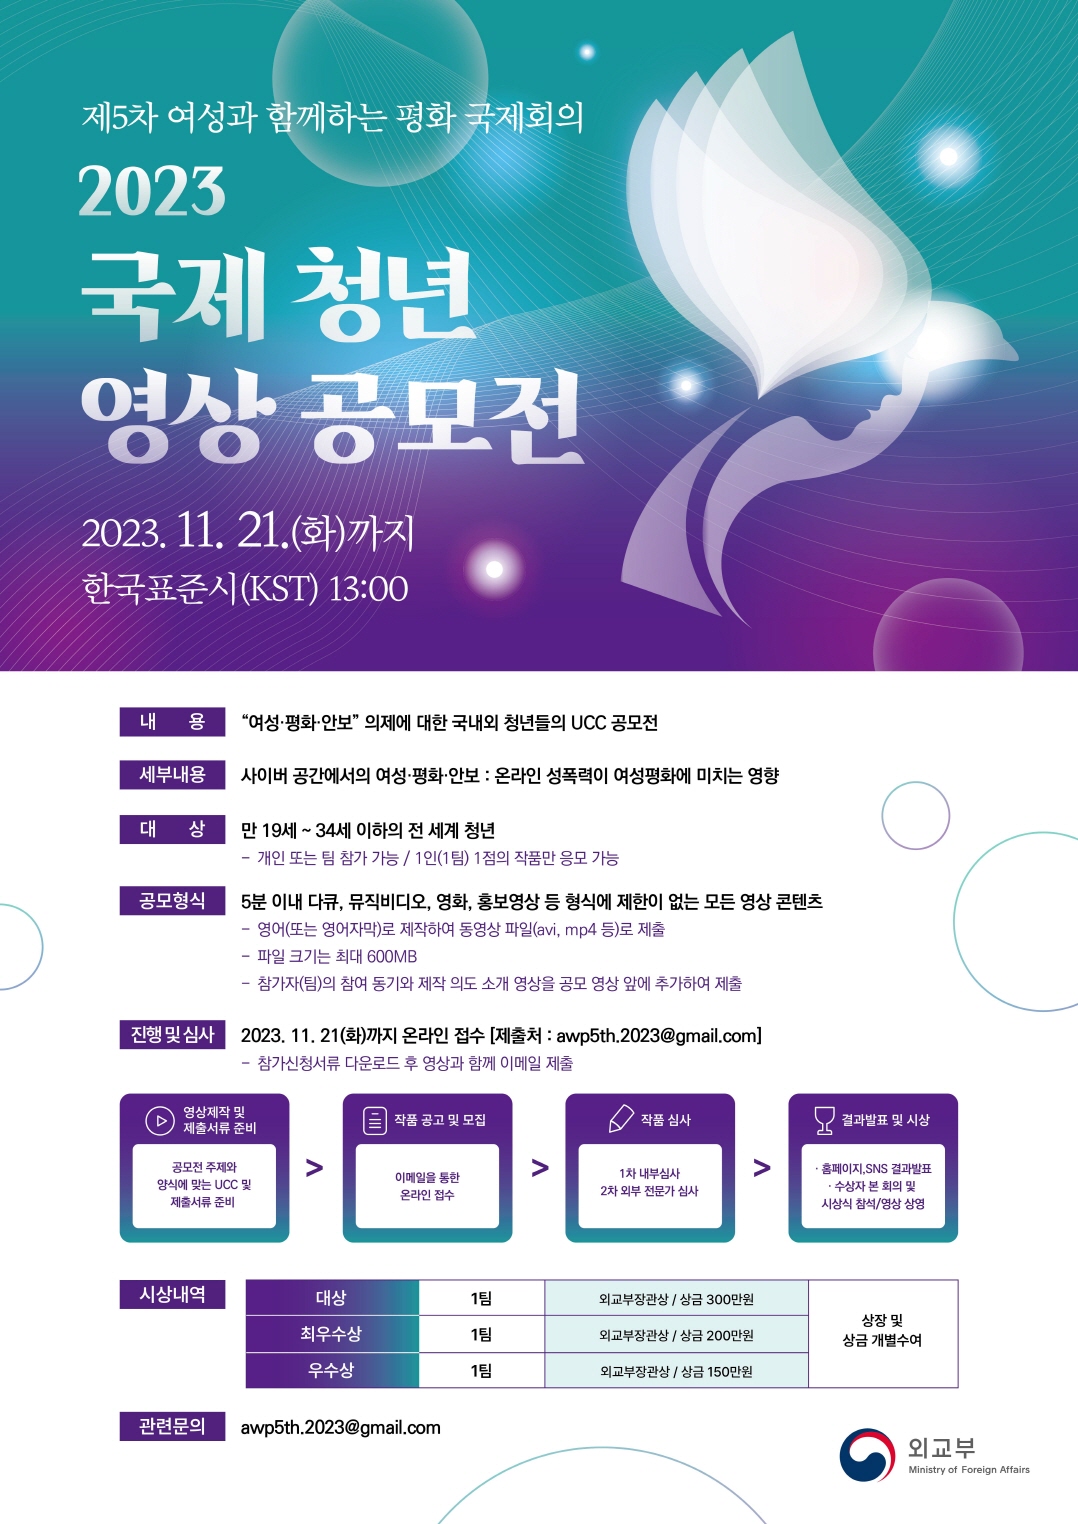 제5차 여성과 함께하는 평화 국제회의
2023
국제 청년
영상 공모전
2023. 11. 21.(화)까지
한국표준시(KST) 13:00
내 용
“여성·평화·안보” 의제에 대한 국내외 청년들의 UCC 공모전
세부내용
사이버 공간에서의 여성·평화·안보 : 온라인 성폭력이 여성평화에 미치는 영향
대 상
만 19세 ~ 34세 이하의 전 세계 청년
- 개인 또는 팀 참가 가능 / 1인(1팀) 1점의 작품만 응모 가능
공모형식
5분 이내 다큐, 뮤직비디오, 영화, 홍보영상 등 형식에 제한이 없는 모든 영상 콘텐츠
- 영어(또는 영어자막)로 제작하여 동영상 파일(avi, mp4 등)로 제출
- 파일 크기는 최대 600MB
- 참가자(팀)의 참여 동기와 제작 의도 소개 영상을 공모 영상 앞에 추가하여 제출
진행 및 심사
2023. 11. 21(화)까지 온라인 접수 [제출처 : awp5th.2023@gmail.com]
- 참가신청서류 다운로드 후 영상과 함께 이메일 제출
영상제작 및
제출서류 준비
공모전 주제와
양식에 맞는 UCC 및
제출서류 준비
>
작품 공고 및 모집
이메일을 통한
온라인 접수
>
작품 심사
1차 내부심사
2차 외부 전문가 심사
>
결과발표 및 시상
· 홈페이지,SNS 결과발표
· 수상자 본 회의 및
시상식 참석/영상 상영
시상내역
대상 1팀 외교부장관상 / 상금 300만원
최우수상 1팀 외교부장관상 / 상금 200만원
우수상 1팀 외교부장관상 / 상금 150만원
상장 및
상금 개별수여
관련문의
awp5th.2023@gmail.com
외교부
Ministry of Foreign Affairs